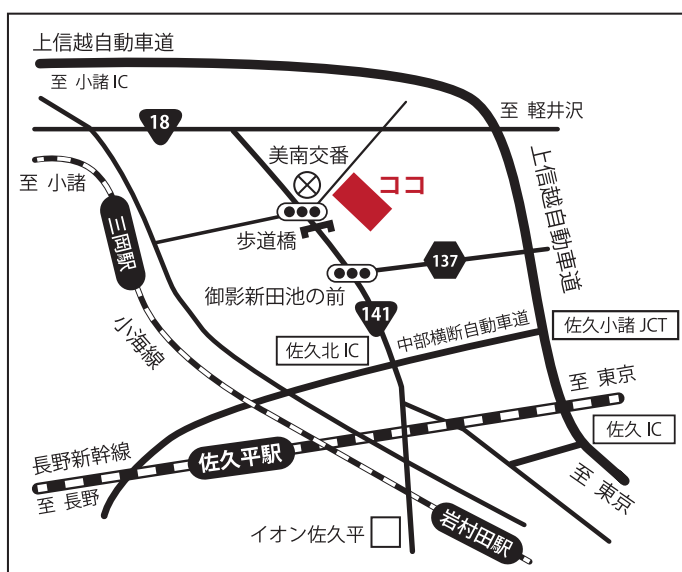 上信越自動車道
至 小諸 IC
18
至 軽井沢
美南交番
ココ
至 小諸
三岡駅
歩道橋
上信越自動車道
137
御影新田池の前
141
小海線
佐久北 IC
中部横断自動車道
佐久小諸 JCT
至 東京
佐久 IC
長野新幹線
佐久平駅
至 長野
至 東京
イオン佐久平
岩村田駅